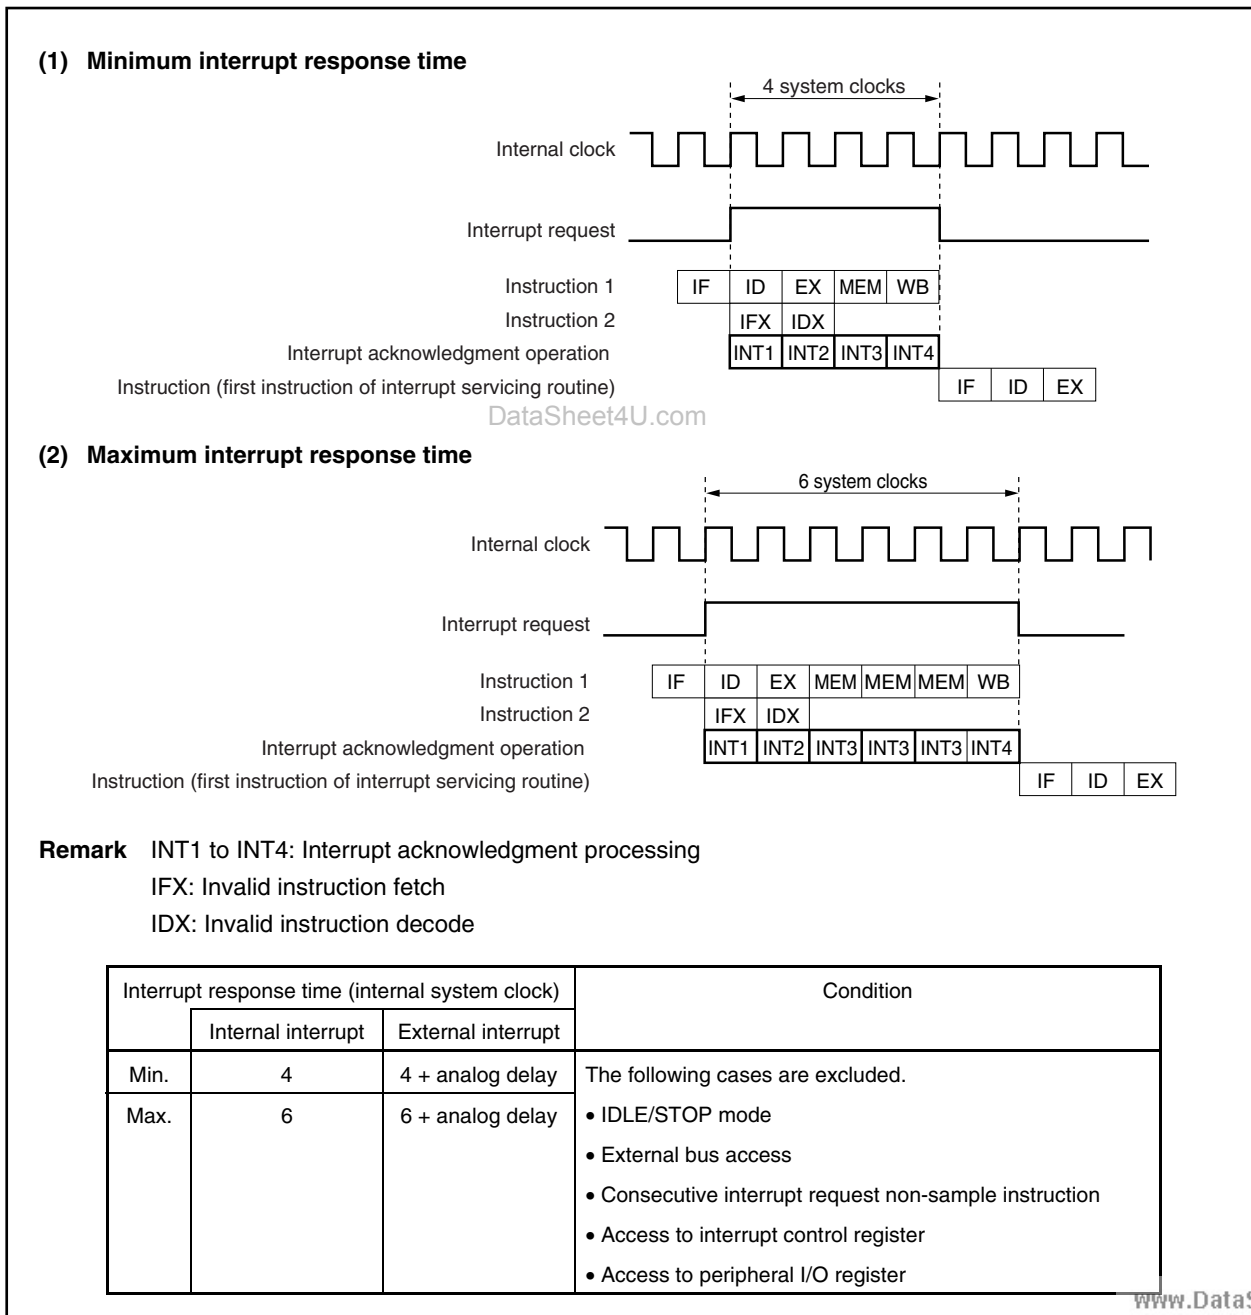 (1) Minimum interrupt response time
4 system clocks
Internal clock
Interrupt request
Instruction 1 IF ID EX MEM WB
Instruction 2 IFX IDX
Interrupt acknowledgment operation INT1 INT2 INT3 INT4
Instruction (first instruction of interrupt servicing routine) IF ID EX
DataSheet4U.com
(2) Maximum interrupt response time
6 system clocks
Internal clock
Interrupt request
Instruction 1 IF ID EX MEM MEM MEM WB
Instruction 2 IFX IDX
Interrupt acknowledgment operation INT1 INT2 INT3 INT3 INT3 INT4
Instruction (first instruction of interrupt servicing routine) IF ID EX
Remark INT1 to INT4: Interrupt acknowledgment processing
IFX: Invalid instruction fetch
IDX: Invalid instruction decode
Interrupt response time (internal system clock) Condition
Internal interrupt External interrupt
Min. 4 4 + analog delay The following cases are excluded.
Max. 6 6 + analog delay • IDLE/STOP mode
• External bus access
• Consecutive interrupt request non-sample instruction
• Access to interrupt control register
• Access to peripheral I/O register
www.DataS